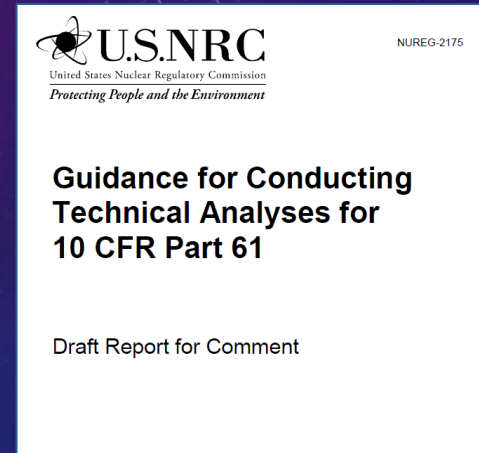 U.S.NRC
NUREG-2175
United States Nuclear Regulatory Commission
Protecting People and the Environment
Guidance for Conducting
Technical Analyses for
10 CFR Part 61
Draft Report for Comment